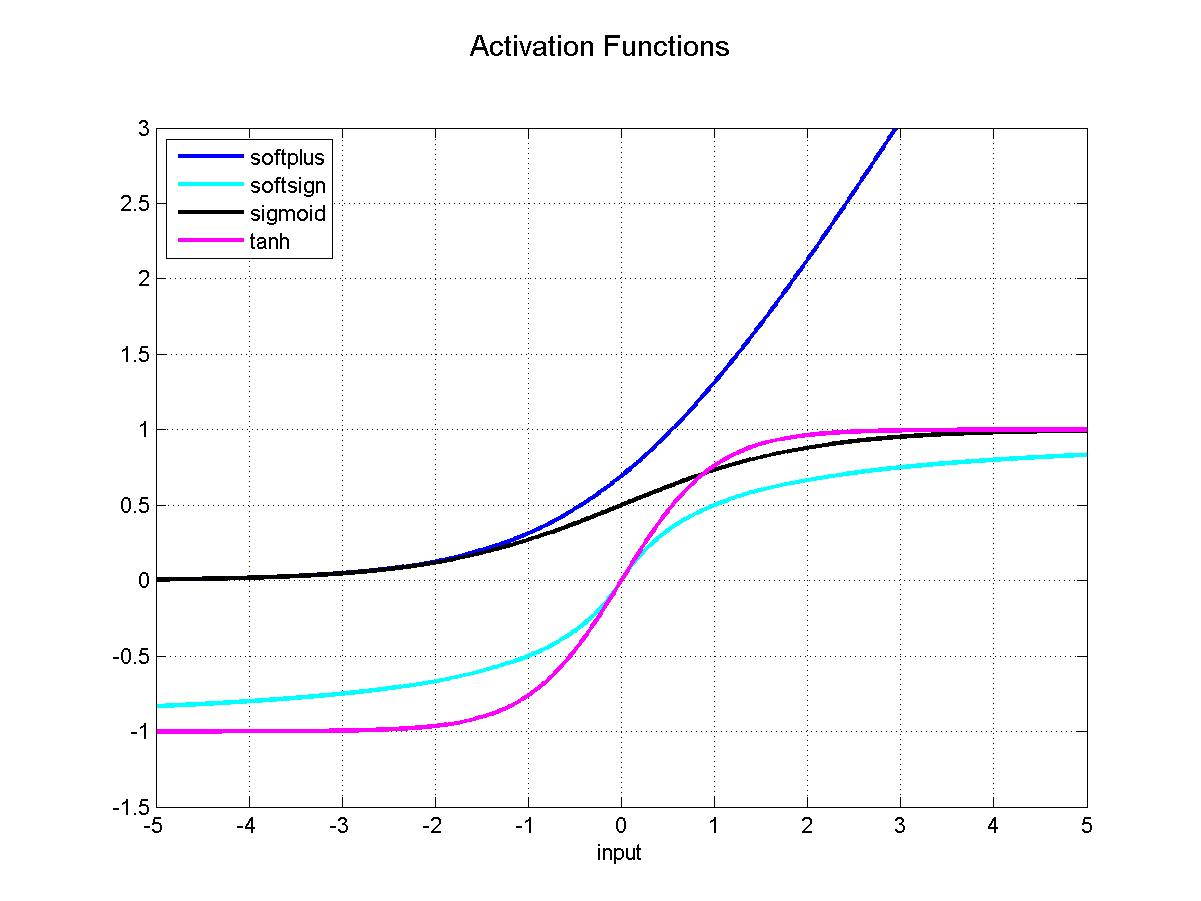 Activation Functions
softplus
softsign
sigmoid
tanh
3
2.5
2
1.5
1
0.5
0
-0.5
-1
-1.5
-5 -4 -3 -2 -1 0 1 2 3 4 5
input